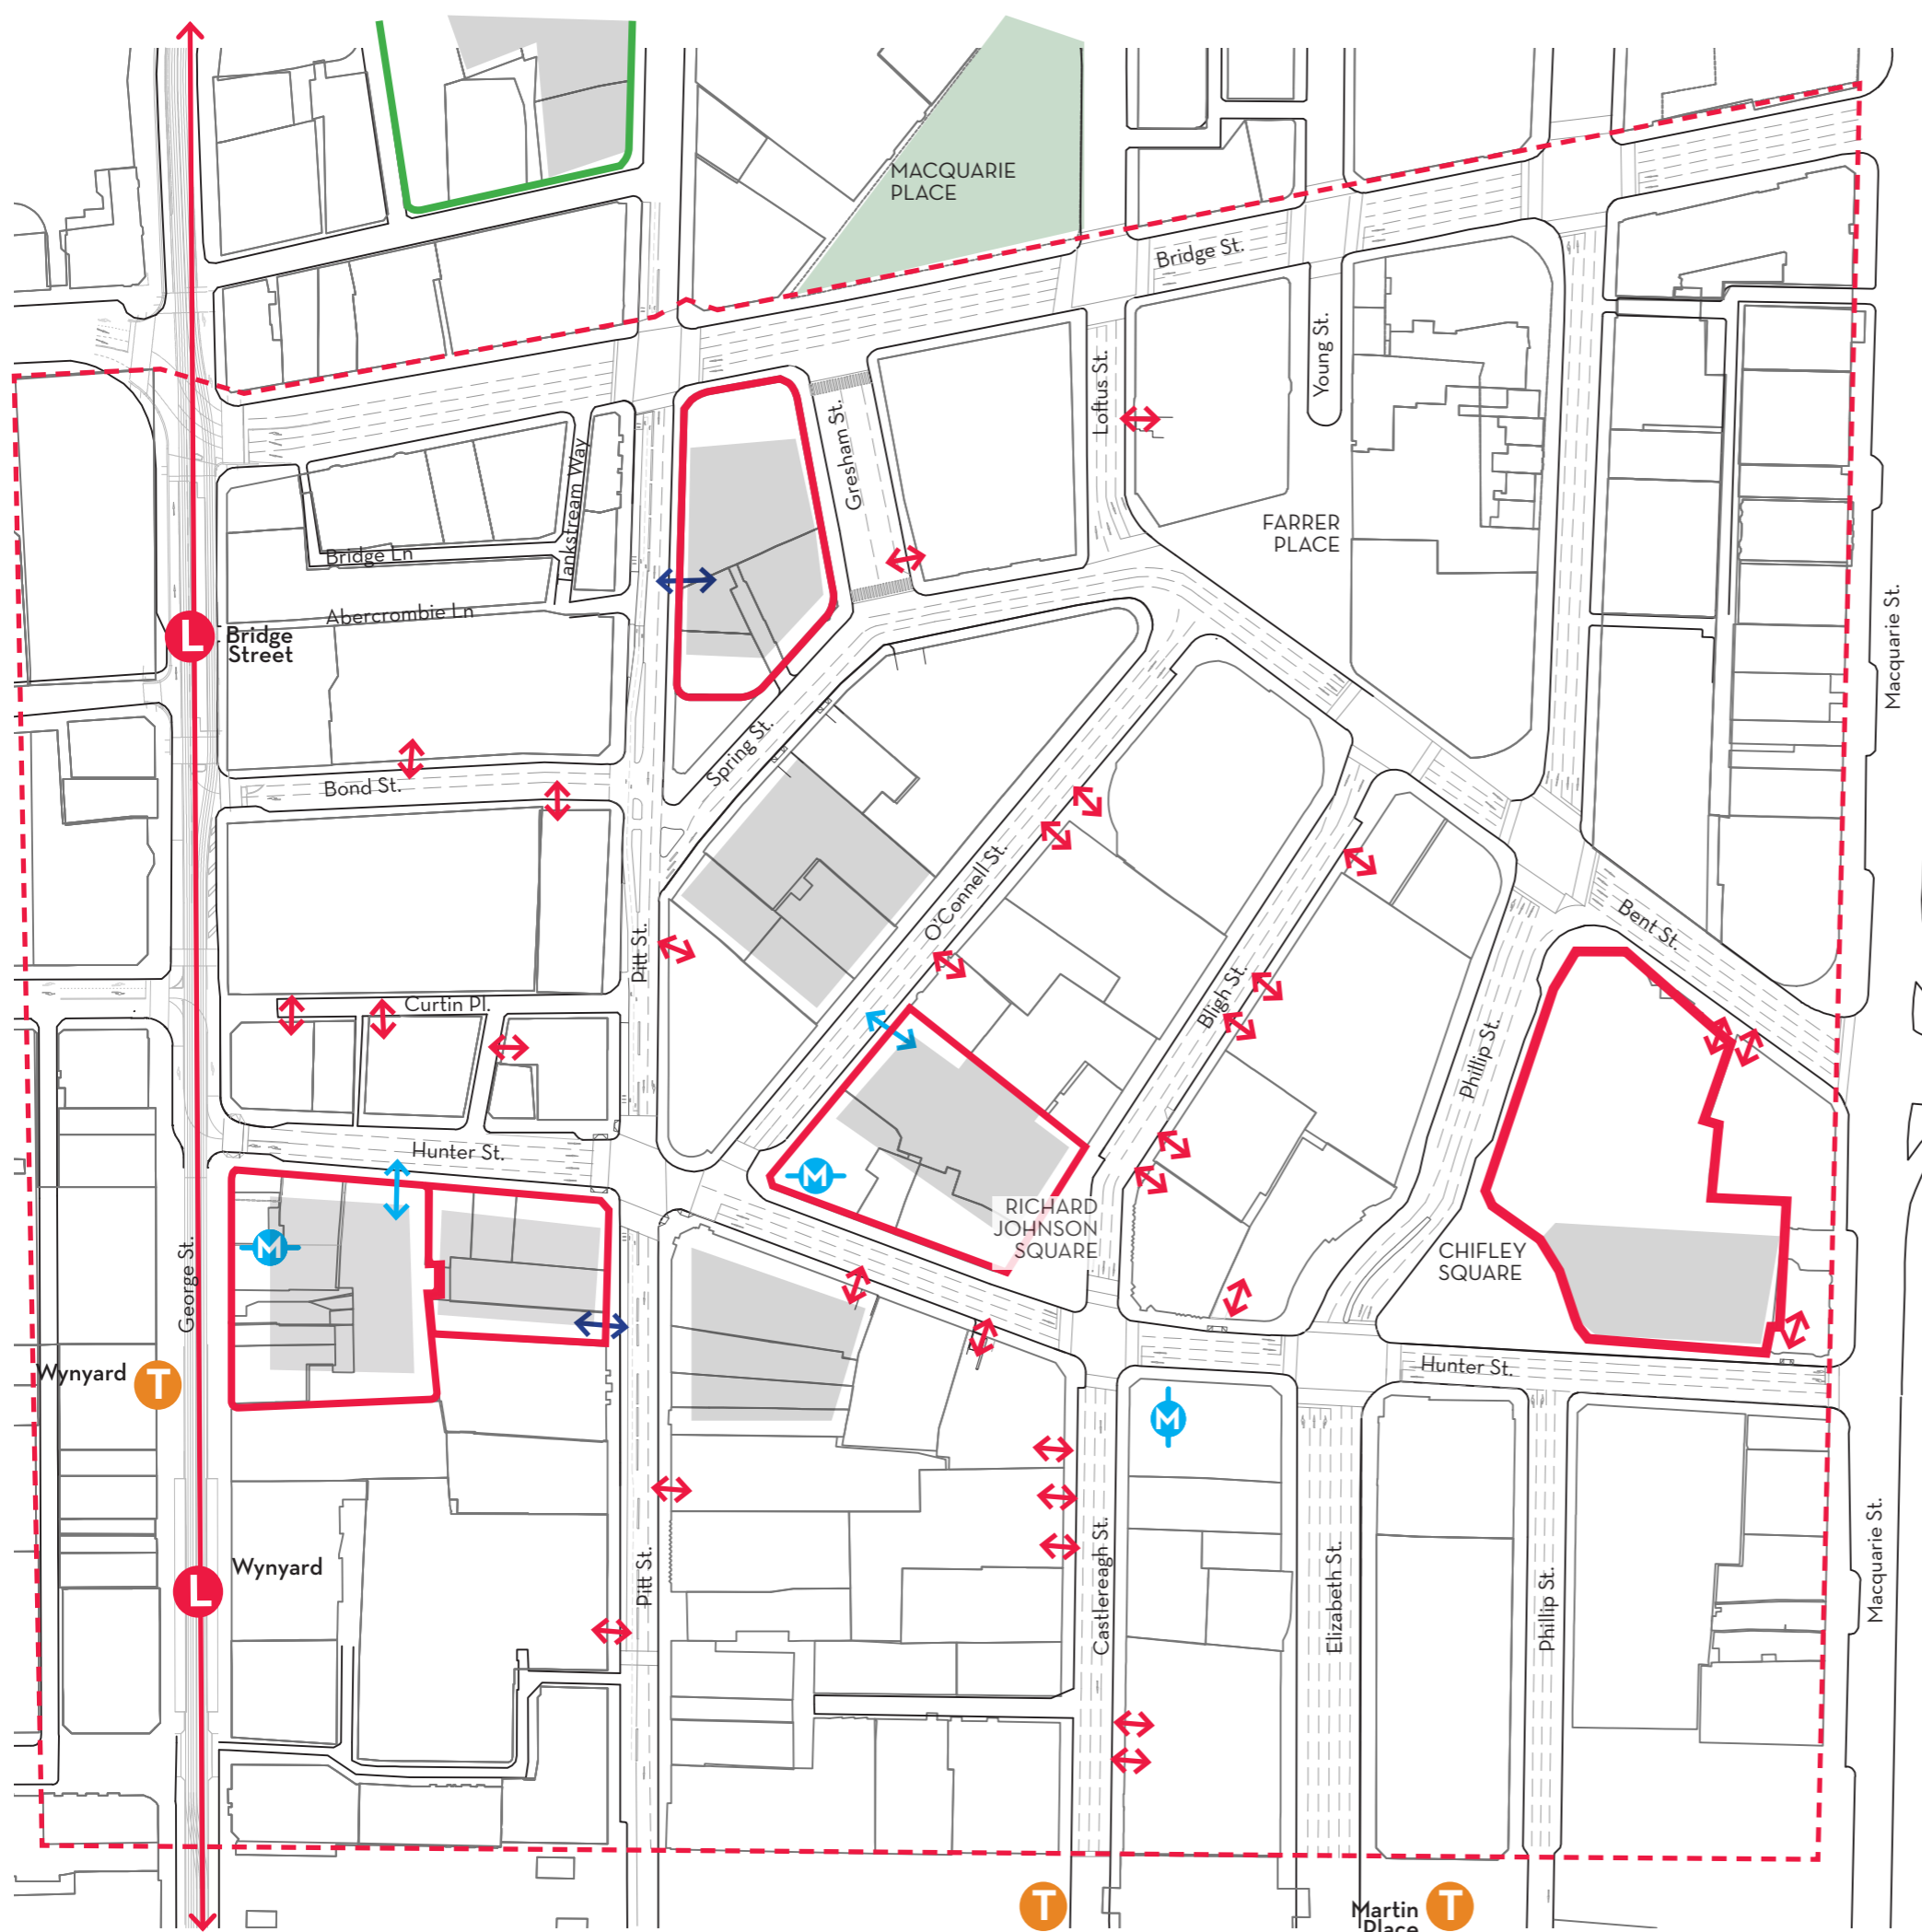 MACQUARIE
PLACE
Bridge St.
Young St.
Loftus St.
Gresham St.
Tankstream Way
FARRER
PLACE
Bridge Ln
Abercrombie Ln
L
Bridge
Street
Macquarie St.
Spring St.
Bond St.
O'Connell St.
Pitt St.
Bent St.
Curtin Pl.
Bligh St.
Phillip St.
Hunter St.
M
RICHARD
JOHNSON
SQUARE
M
CHIFLEY
SQUARE
George St.
Wynyard
T
Hunter St.
M
L
Wynyard
Pitt St.
Castlereagh St.
Elizabeth St.
Phillip St.
Macquarie St.
T
Martin
Place
T